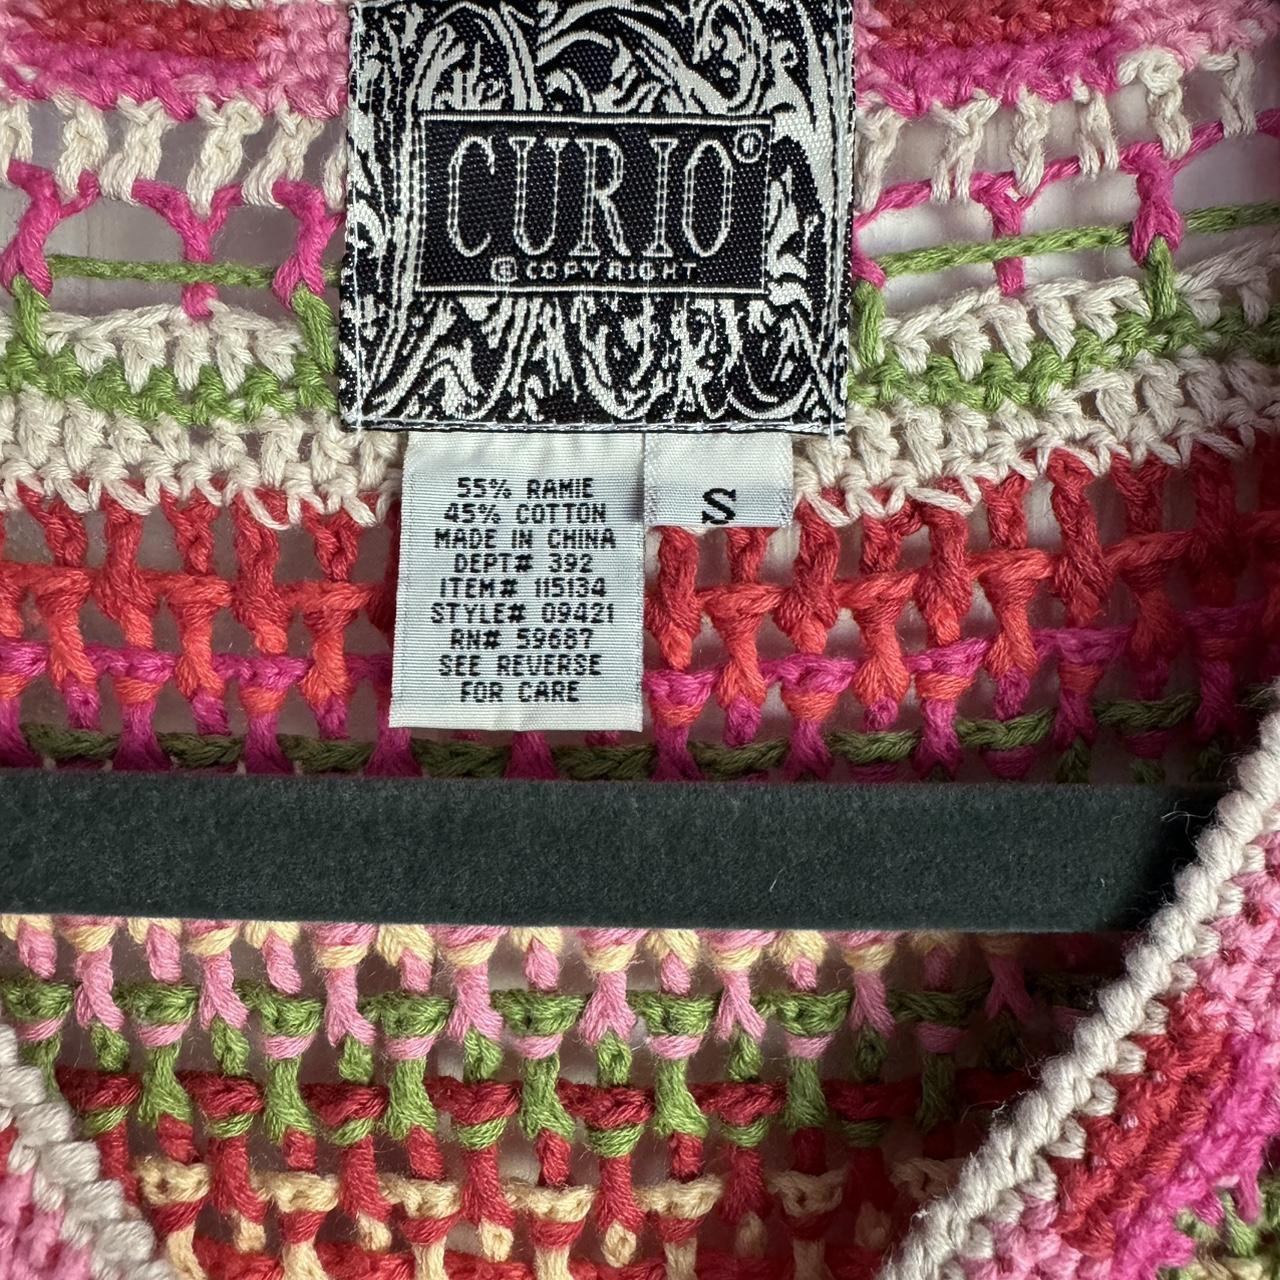 CURIO®
© COPYRIGHT
S
55% RAMIE
45% COTTON
MADE IN CHINA
DEPT# 392
ITEM# 115134
STYLE# 09421
RN# 59687
SEE REVERSE
FOR CARE